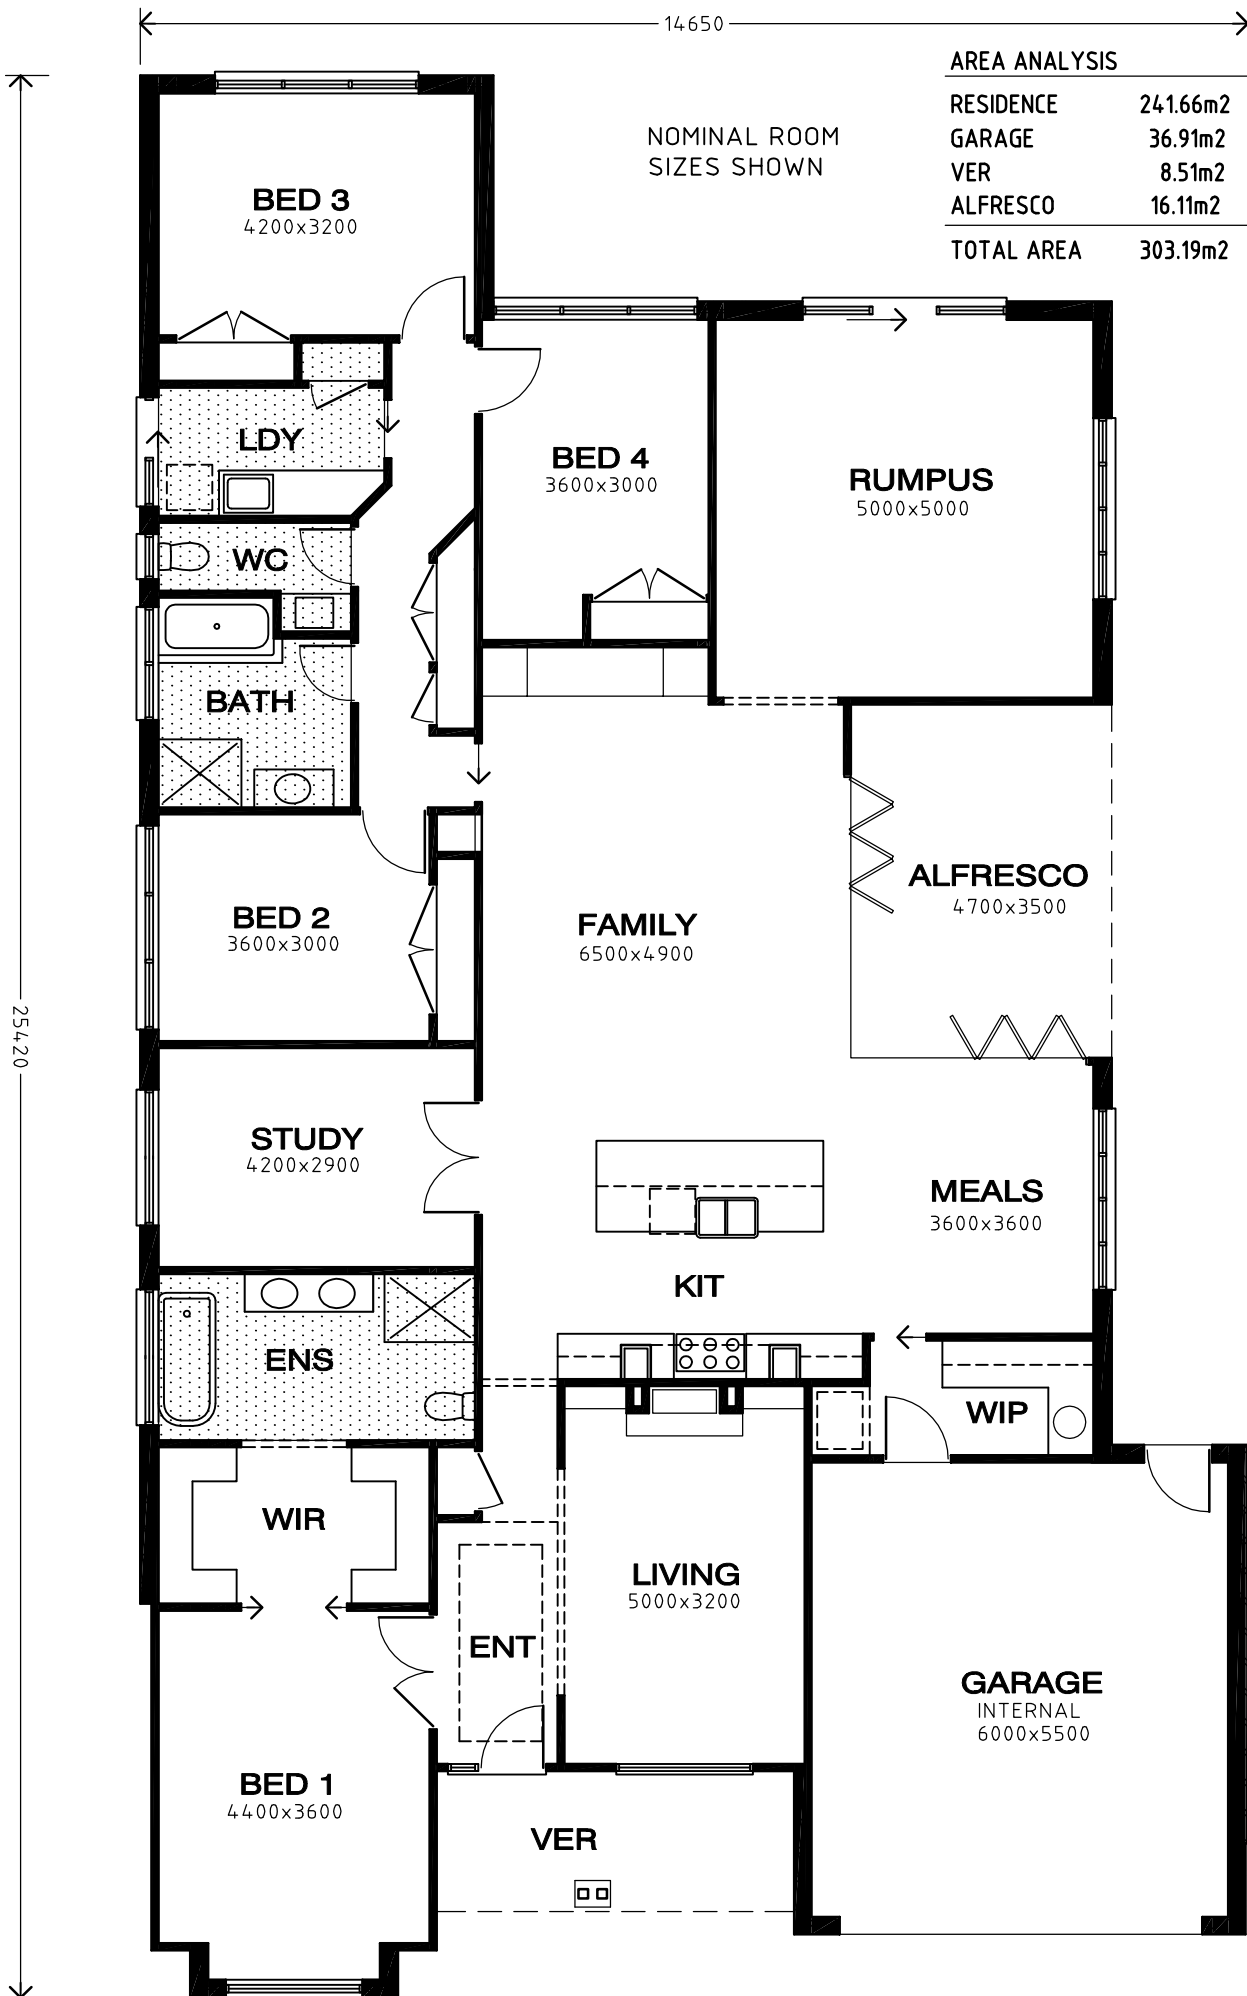 14650
AREA ANALYSIS
RESIDENCE 241.66m2
GARAGE 36.91m2
VER 8.51m2
ALFRESCO 16.11m2
TOTAL AREA 303.19m2
NOMINAL ROOM
SIZES SHOWN
BED 3
4200x3200
LDY
BED 4
3600x3000
RUMPUS
5000x5000
WC
BATH
ALFRESCO
4700x3500
BED 2
3600x3000
FAMILY
6500x4900
25420
STUDY
4200x2900
MEALS
3600x3600
KIT
ENS
WIP
WIR
LIVING
5000x3200
ENT
GARAGE
INTERNAL
6000x5500
BED 1
4400x3600
VER